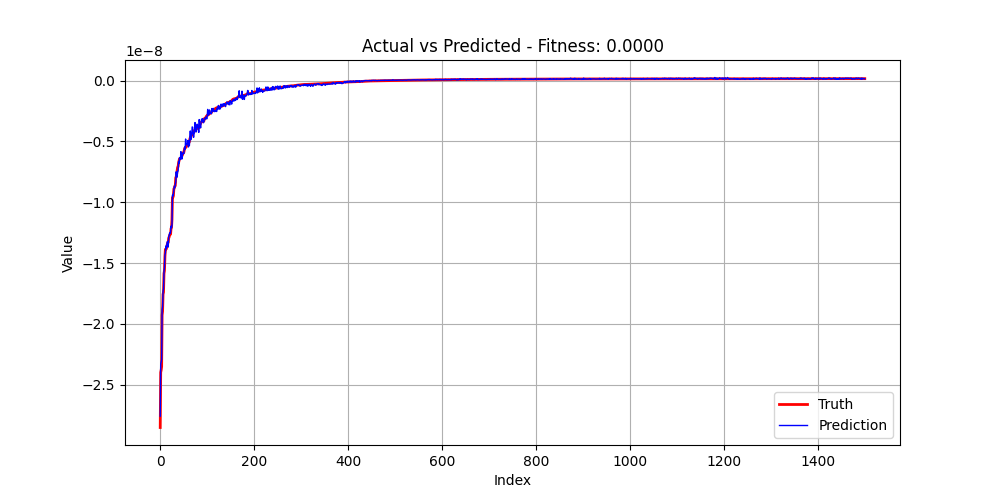 Actual vs Predicted - Fitness: 0.0000
1e−8
0.0
−0.5
−1.0
−1.5
−2.0
−2.5
Value
0 200 400 600 800 1000 1200 1400
Index
Truth
Prediction